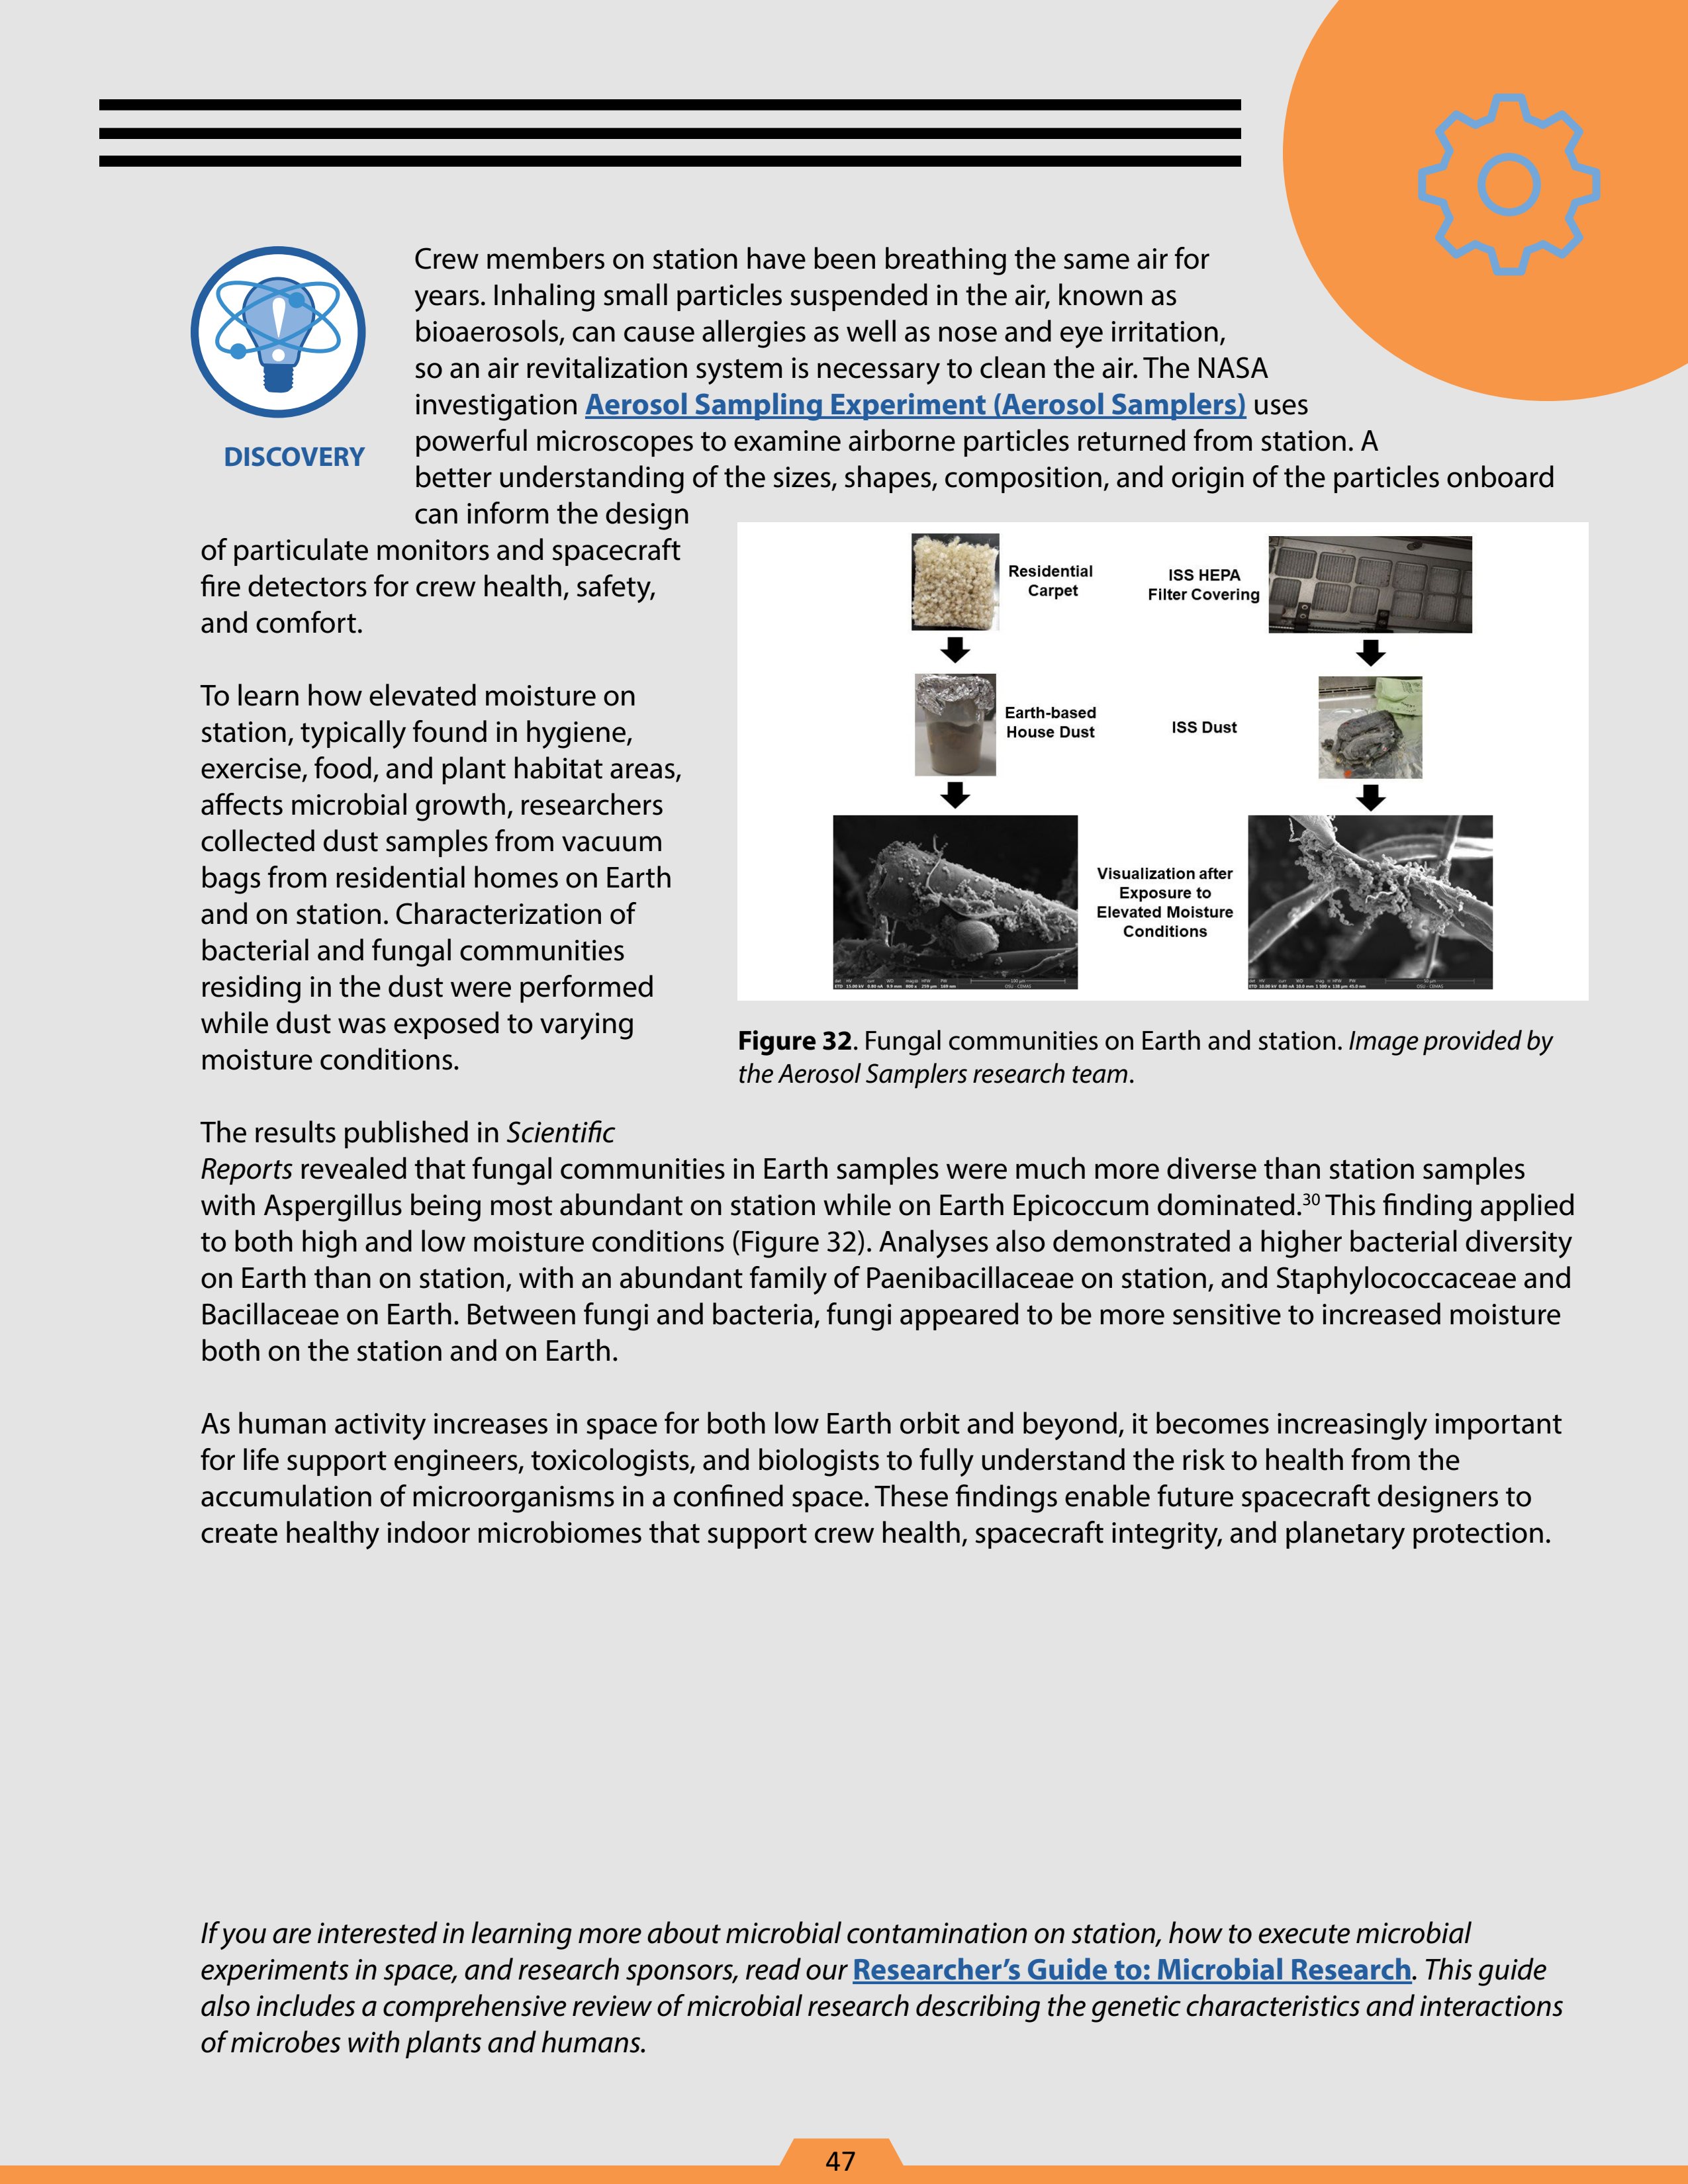 Crew members on station have been breathing the same air for
years. Inhaling small particles suspended in the air, known as
bioaerosols, can cause allergies as well as nose and eye irritation,
so an air revitalization system is necessary to clean the air. The NASA
investigation Aerosol Sampling Experiment (Aerosol Samplers) uses
powerful microscopes to examine airborne particles returned from station. A
better understanding of the sizes, shapes, composition, and origin of the particles onboard
can inform the design
DISCOVERY
of particulate monitors and spacecraft
fire detectors for crew health, safety,
and comfort.
To learn how elevated moisture on
station, typically found in hygiene,
exercise, food, and plant habitat areas,
affects microbial growth, researchers
collected dust samples from vacuum
bags from residential homes on Earth
and on station. Characterization of
bacterial and fungal communities
residing in the dust were performed
while dust was exposed to varying
moisture conditions.
Residential
Carpet
ISS HEPA
Filter Covering
Earth-based
House Dust
ISS Dust
Visualization after
Exposure to
Elevated Moisture
Conditions
Figure 32. Fungal communities on Earth and station. Image provided by
the Aerosol Samplers research team.
The results published in Scientific
Reports revealed that fungal communities in Earth samples were much more diverse than station samples
with Aspergillus being most abundant on station while on Earth Epicoccum dominated.30 This finding applied
to both high and low moisture conditions (Figure 32). Analyses also demonstrated a higher bacterial diversity
on Earth than on station, with an abundant family of Paenibacillaceae on station, and Staphylococcaceae and
Bacillaceae on Earth. Between fungi and bacteria, fungi appeared to be more sensitive to increased moisture
both on the station and on Earth.
As human activity increases in space for both low Earth orbit and beyond, it becomes increasingly important
for life support engineers, toxicologists, and biologists to fully understand the risk to health from the
accumulation of microorganisms in a confined space. These findings enable future spacecraft designers to
create healthy indoor microbiomes that support crew health, spacecraft integrity, and planetary protection.
If you are interested in learning more about microbial contamination on station, how to execute microbial
experiments in space, and research sponsors, read our Researcher's Guide to: Microbial Research. This guide
also includes a comprehensive review of microbial research describing the genetic characteristics and interactions
of microbes with plants and humans.
47